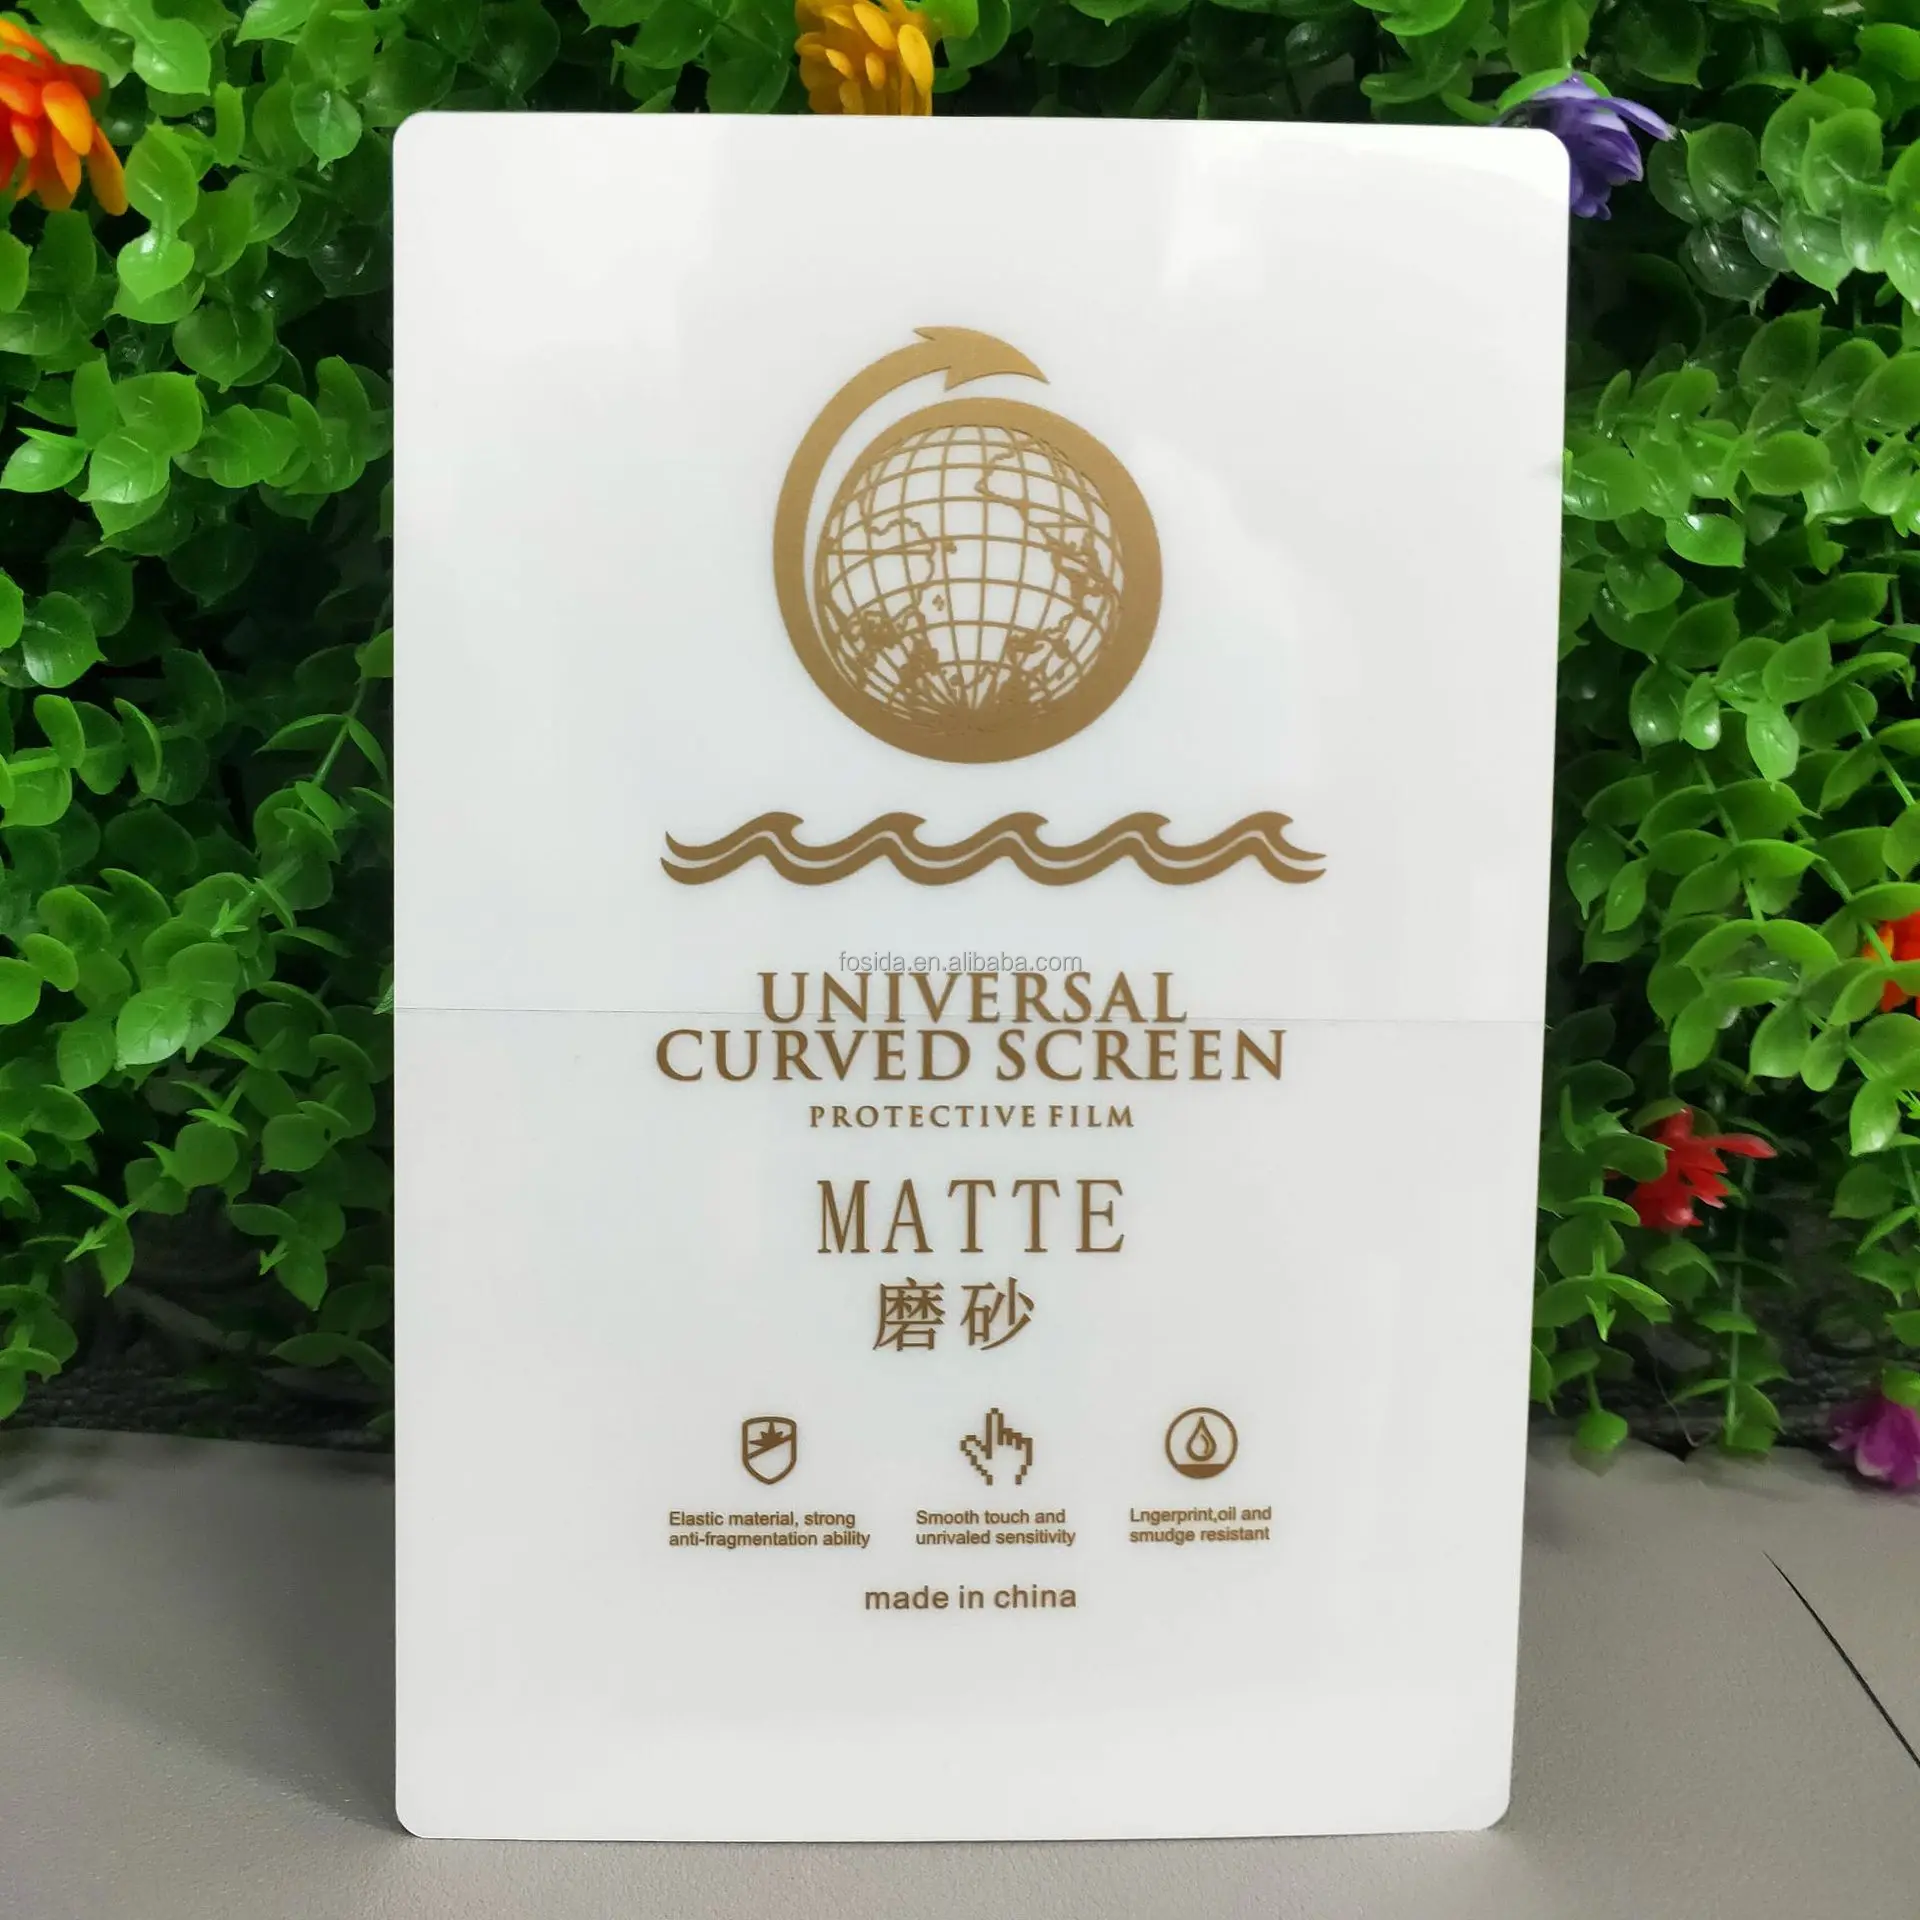 fosida.en.alibaba.com
UNIVERSAL
CURVED SCREEN
PROTECTIVE FILM
MATTE
磨砂
Elastic material, strong
anti-fragmentation ability
Smooth touch and
unrivaled sensitivity
Lngerprint,oil and
smudge resistant
made in china